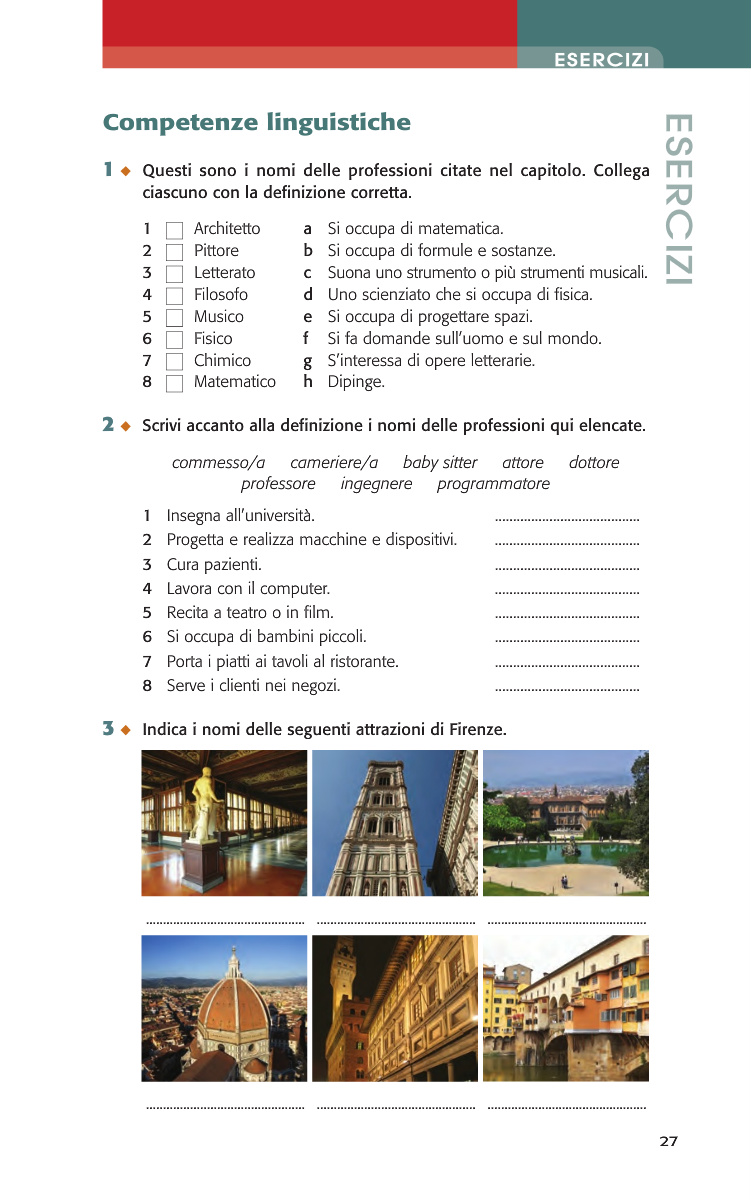 ESERCIZI
ESERCIZI
Competenze linguistiche
1 ◆ Questi sono i nomi delle professioni citate nel capitolo. Collega
ciascuno con la definizione corretta.
1 □ Architetto a Si occupa di matematica.
2 □ Pittore b Si occupa di formule e sostanze.
3 □ Letterato c Suona uno strumento o più strumenti musicali.
4 □ Filosofo d Uno scienziato che si occupa di fisica.
5 □ Musico e Si occupa di progettare spazi.
6 □ Fisico f Si fa domande sull'uomo e sul mondo.
7 □ Chimico g S'interessa di opere letterarie.
8 □ Matematico h Dipinge.
2 ◆ Scrivi accanto alla definizione i nomi delle professioni qui elencate.
commesso/a cameriere/a baby sitter attore dottore
professore ingegnere programmatore
1 Insegna all'università. ........................................
2 Progetta e realizza macchine e dispositivi. ........................................
3 Cura pazienti. ........................................
4 Lavora con il computer. ........................................
5 Recita a teatro o in film. ........................................
6 Si occupa di bambini piccoli. ........................................
7 Porta i piatti ai tavoli al ristorante. ........................................
8 Serve i clienti nei negozi. ........................................
3 ◆ Indica i nomi delle seguenti attrazioni di Firenze.
............................................... ............................................... ...............................................
............................................... ............................................... ...............................................
27